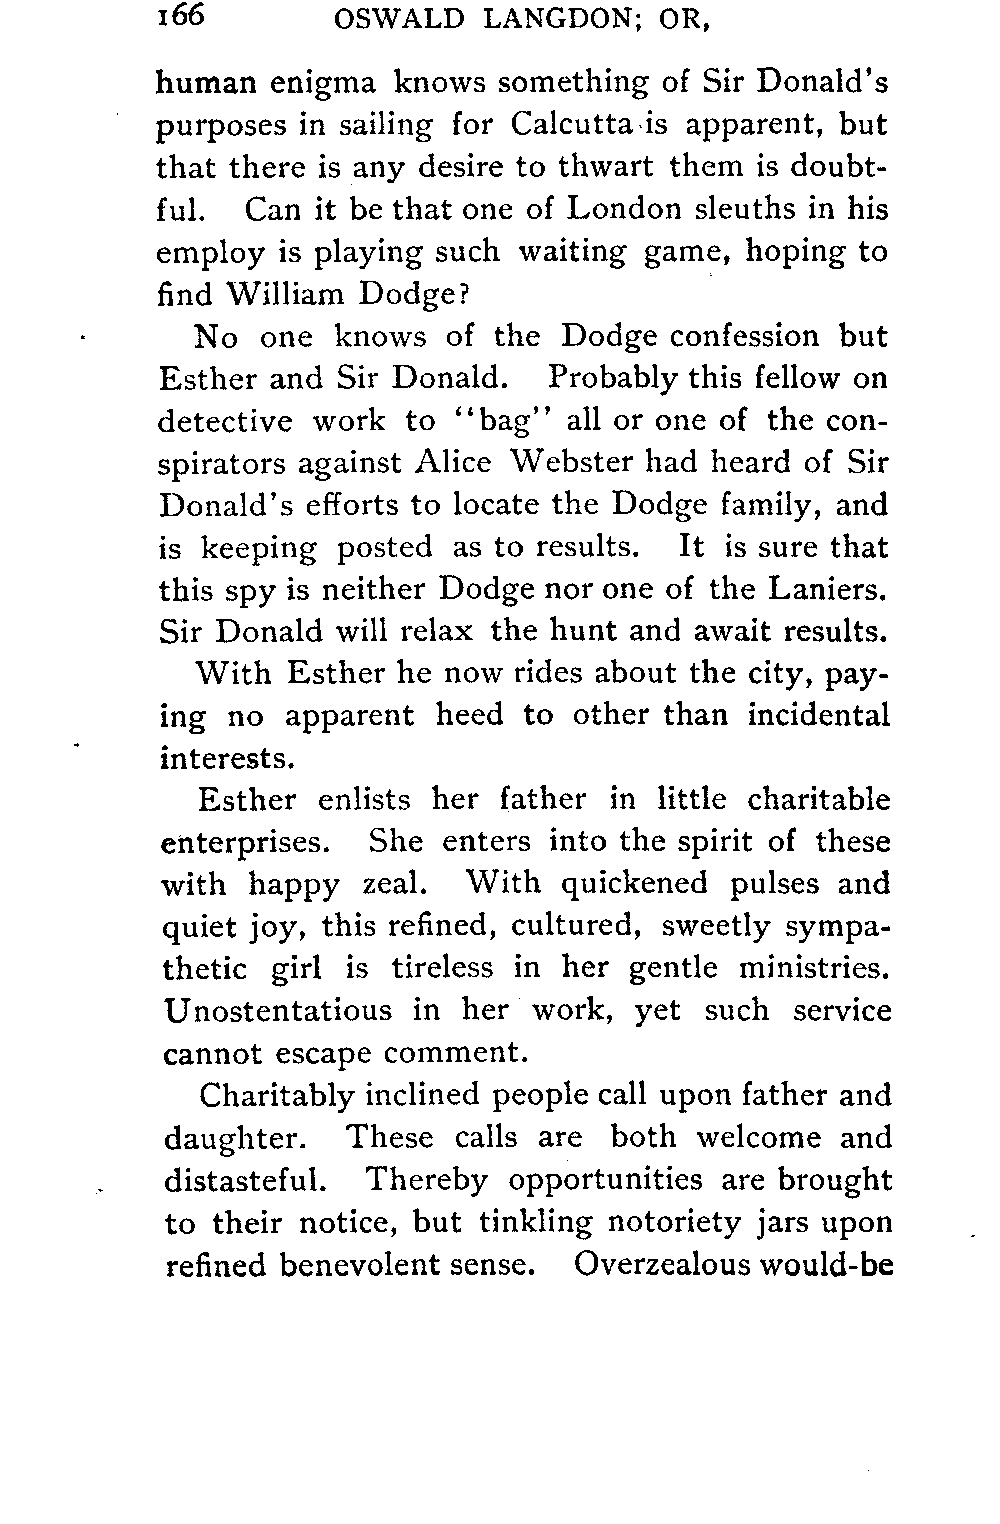 166 OSWALD LANGDON; OR,
human enigma knows something of Sir Donald's
purposes in sailing for Calcutta is apparent, but
that there is any desire to thwart them is doubt-
ful. Can it be that one of London sleuths in his
employ is playing such waiting game, hoping to
find William Dodge?
No one knows of the Dodge confession but
Esther and Sir Donald. Probably this fellow on
detective work to ‘‘bag’’ all or one of the con-
spirators against Alice Webster had heard of Sir
Donald's efforts to locate the Dodge family, and
is keeping posted as to results. It is sure that
this spy is neither Dodge nor one of the Laniers.
Sir Donald will relax the hunt and await results.
With Esther he now rides about the city, pay-
ing no apparent heed to other than incidental
interests.
Esther enlists her father in little charitable
enterprises. She enters into the spirit of these
with happy zeal. With quickened pulses and
quiet joy, this refined, cultured, sweetly sympa-
thetic girl is tireless in her gentle ministries.
Unostentatious in her work, yet such service
cannot escape comment.
Charitably inclined people call upon father and
daughter. These calls are both welcome and
distasteful. Thereby opportunities are brought
to their notice, but tinkling notoriety jars upon
refined benevolent sense. Overzealous would-be